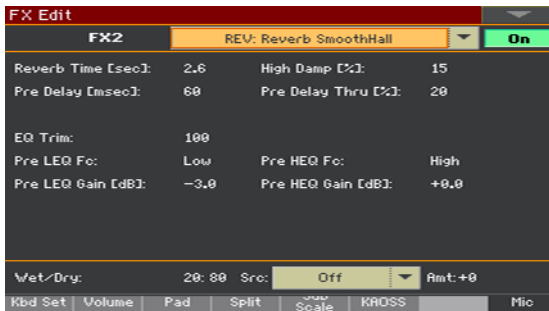 FX Edit
FX2 REV: Reverb SmoothHall On
Reverb Time [sec]: 2.6 High Damp [%]: 15
Pre Delay [msec]: 60 Pre Delay Thru [%]: 20
EQ Trim: 100
Pre LEQ Fc: Low Pre HEQ Fc: High
Pre LEQ Gain [dB]: -3.0 Pre HEQ Gain [dB]: +0.0
Wet/Dry: 20:80 Src: Off Amt:+0
Kbd Set Volume Pad Split Sub Scale KAOSS Mic